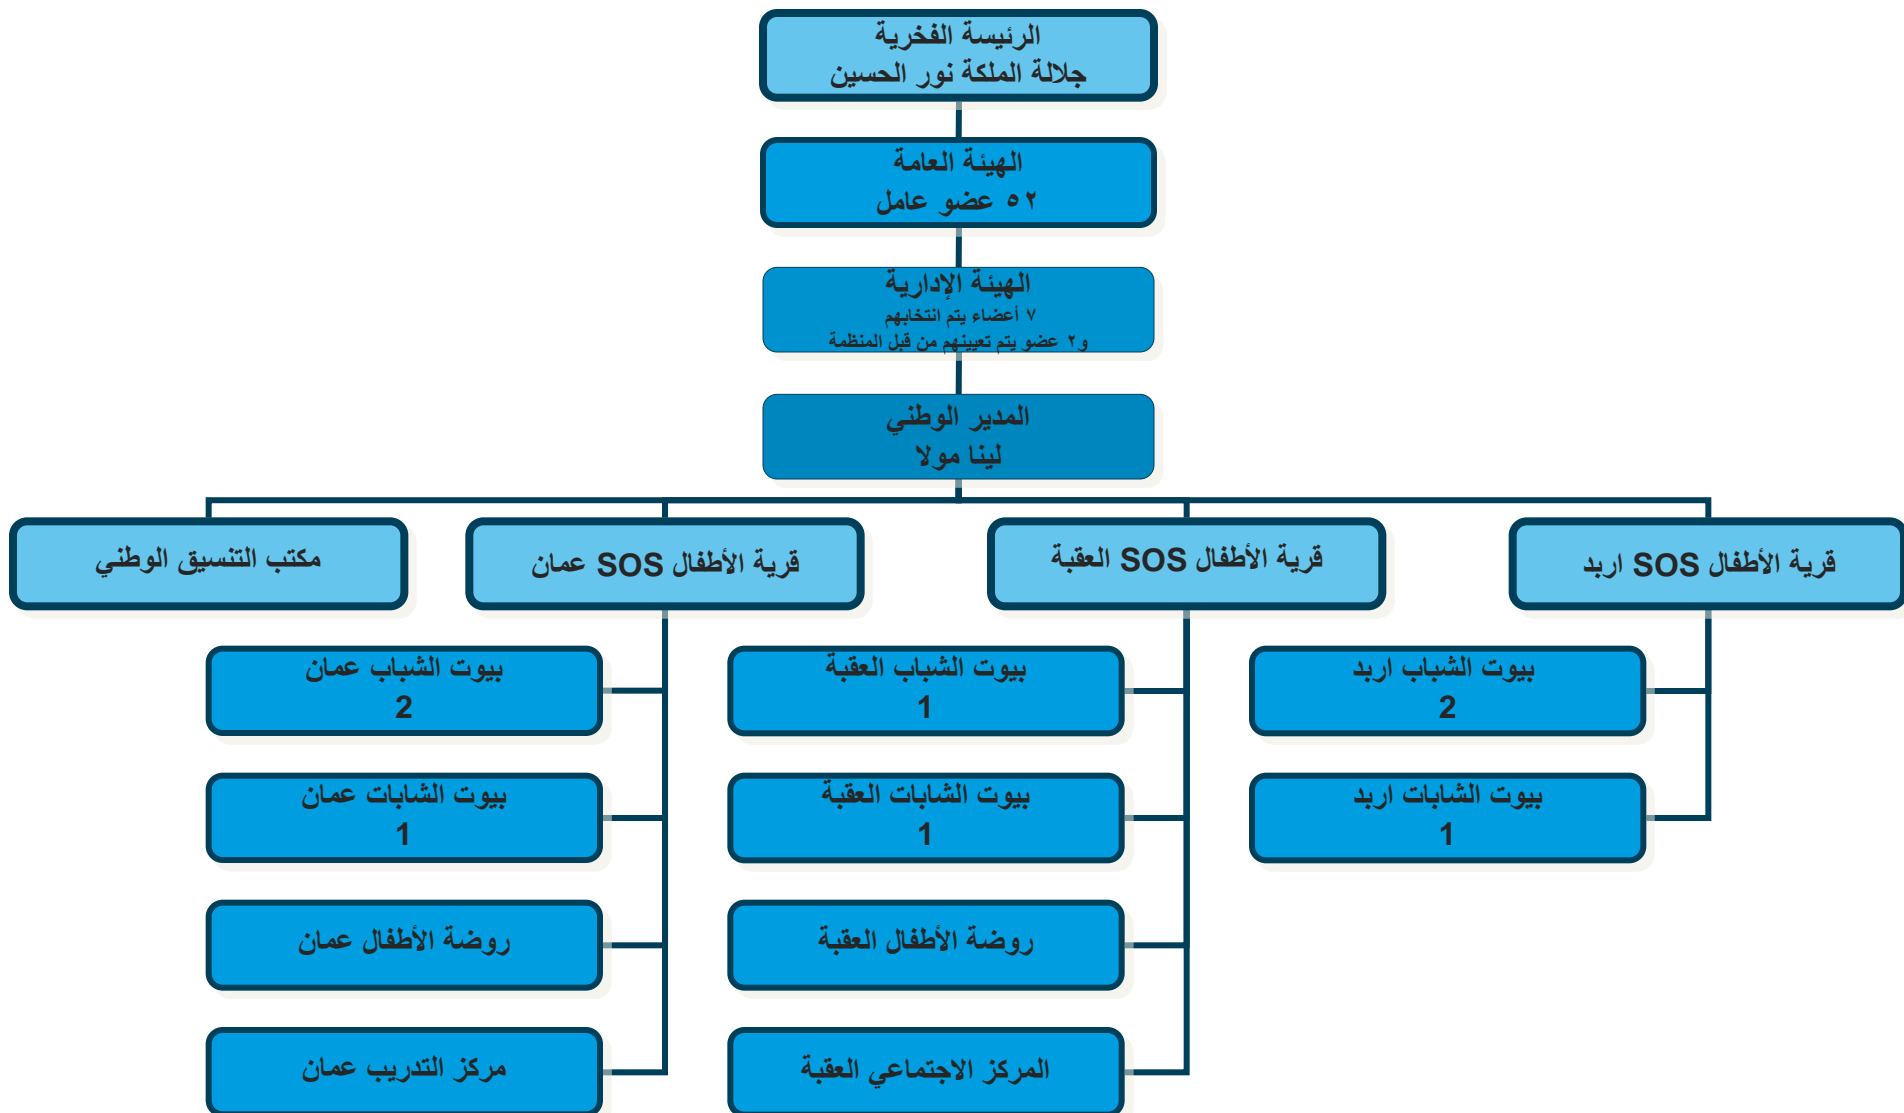 الرئيسة الفخرية
جلالة الملكة نور الحسين
الهيئة العامة
٥٢ عضو عامل
الهيئة الإدارية
٧ أعضاء يتم انتخابهم
و٢ عضو يتم تعيينهم من قبل المنظمة
المدير الوطني
لينا مولا
قرية الأطفال SOS اربد
قرية الأطفال SOS العقبة
قرية الأطفال SOS عمان
مكتب التنسيق الوطني
بيوت الشباب اربد
2
بيوت الشباب العقبة
1
بيوت الشباب عمان
2
بيوت الشابات اربد
1
بيوت الشابات العقبة
1
بيوت الشابات عمان
1
روضة الأطفال العقبة
روضة الأطفال عمان
المركز الاجتماعي العقبة
مركز التدريب عمان